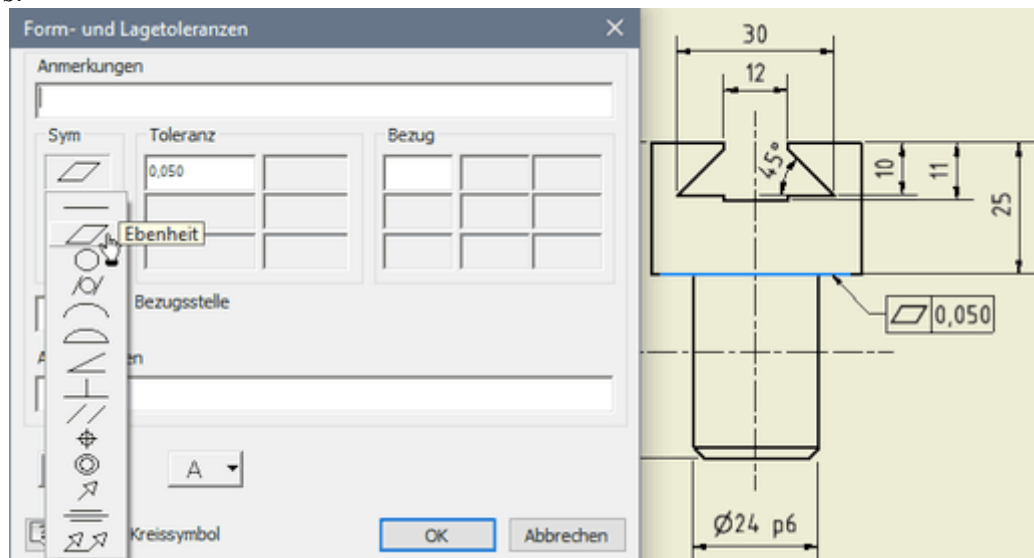 Form- und Lagetoleranzen
Anmerkungen
Sym
Toleranz
Bezug
0,050
Ebenheit
Bezugsstelle
A
en
A
Kreissymbol
OK
Abbrechen
30
12
45°
10
11
25
0,050
Ø24 p6